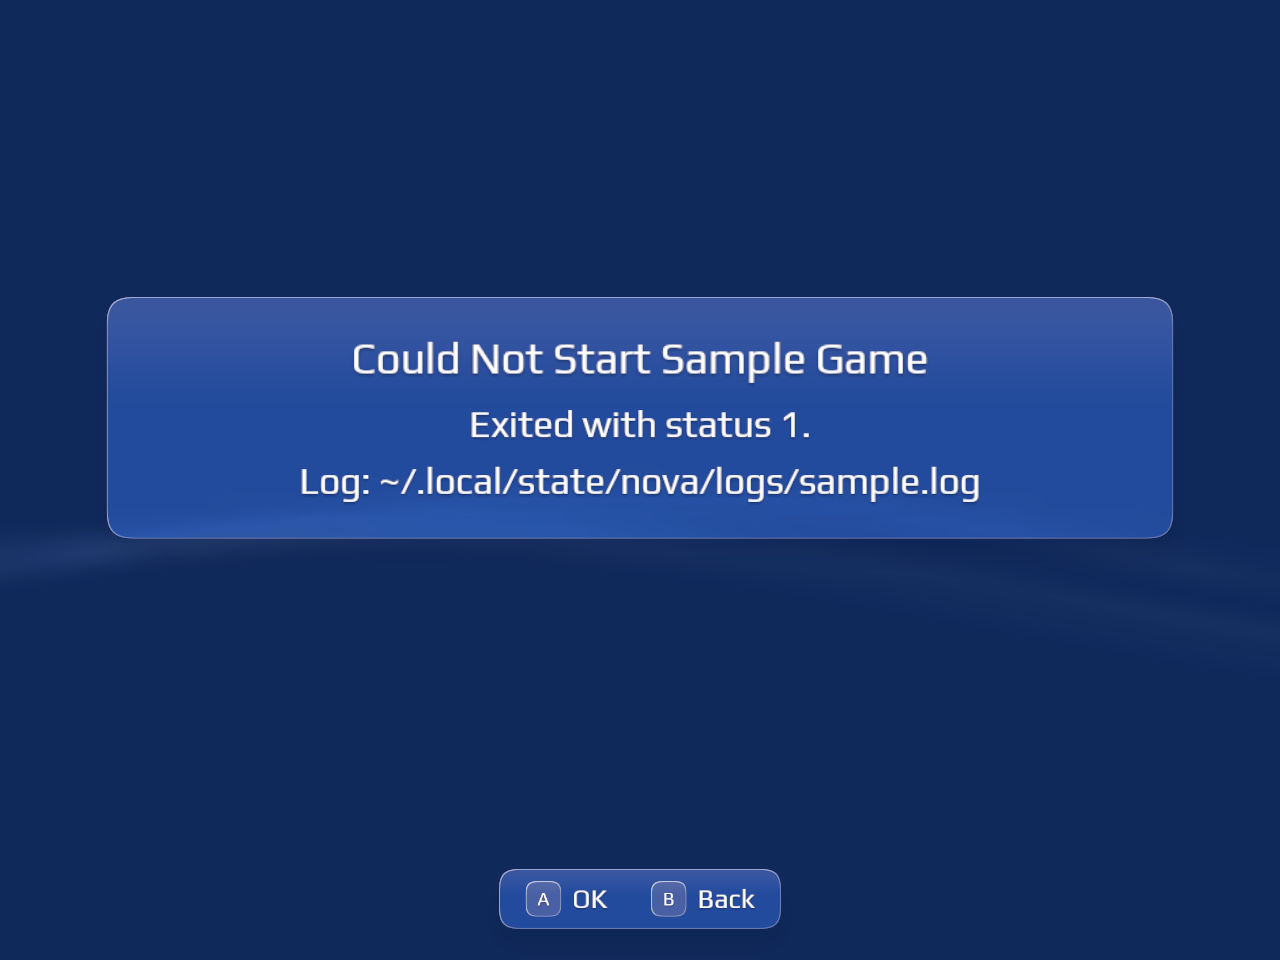 Could Not Start Sample Game
Exited with status 1.
Log: ~/.local/state/nova/logs/sample.log
A OK B Back